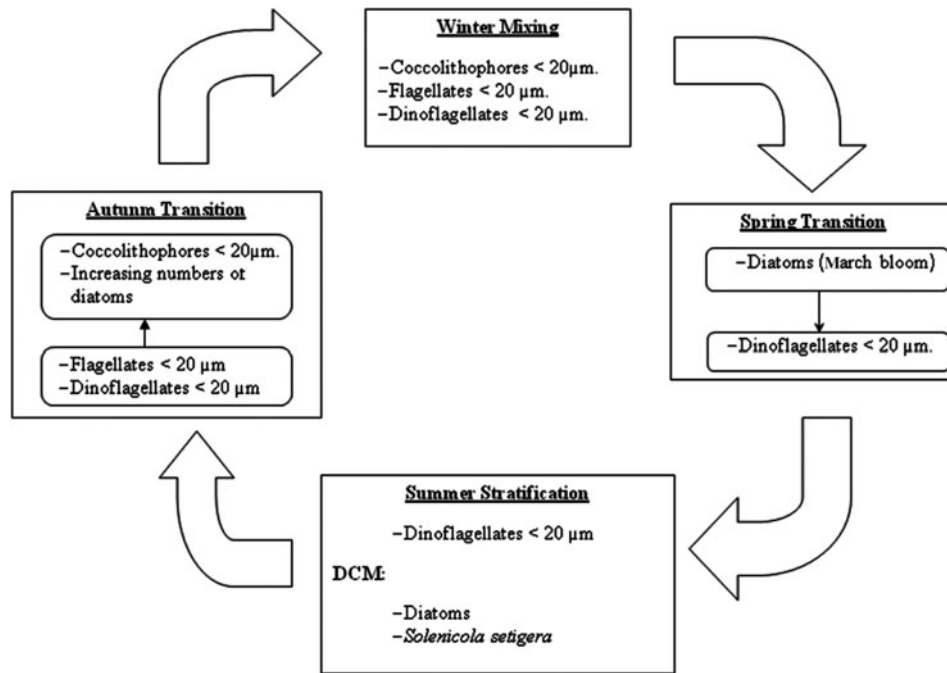 Winter Mixing
–Coccolithophores < 20µm.
–Flagellates < 20 µm.
–Dinoflagellates < 20 µm.
Spring Transition
–Diatoms (March bloom)
–Dinoflagellates < 20 µm.
Summer Stratification
–Dinoflagellates < 20 µm
DCM:
–Diatoms
–Solenicola setigera
Autunm Transition
–Coccolithophores < 20µm.
–Increasing numbers of
diatoms
–Flagellates < 20 µm
–Dinoflagellates < 20 µm